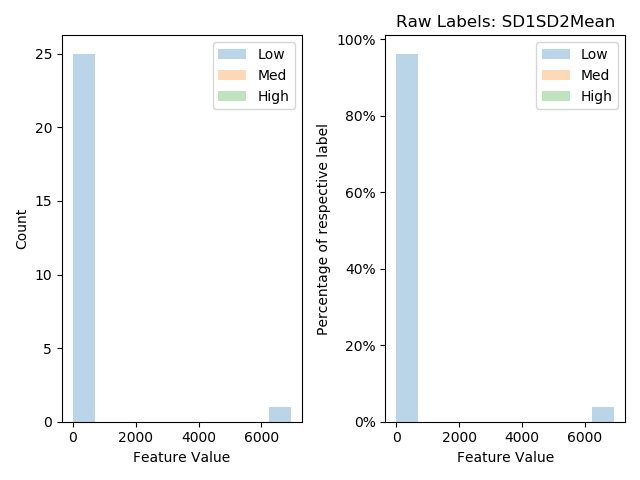 Raw Labels: SD1SD2Mean
25
20
15
10
5
0
Count
0 2000 4000 6000
Feature Value
Low
Med
High
100%
80%
60%
40%
20%
0%
Percentage of respective label
0 2000 4000 6000
Feature Value
Low
Med
High